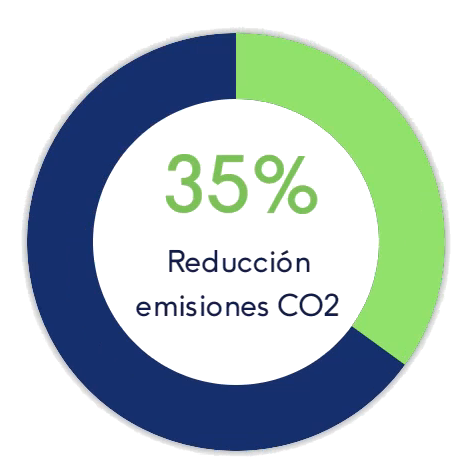 35%
Reducción
emisiones CO2